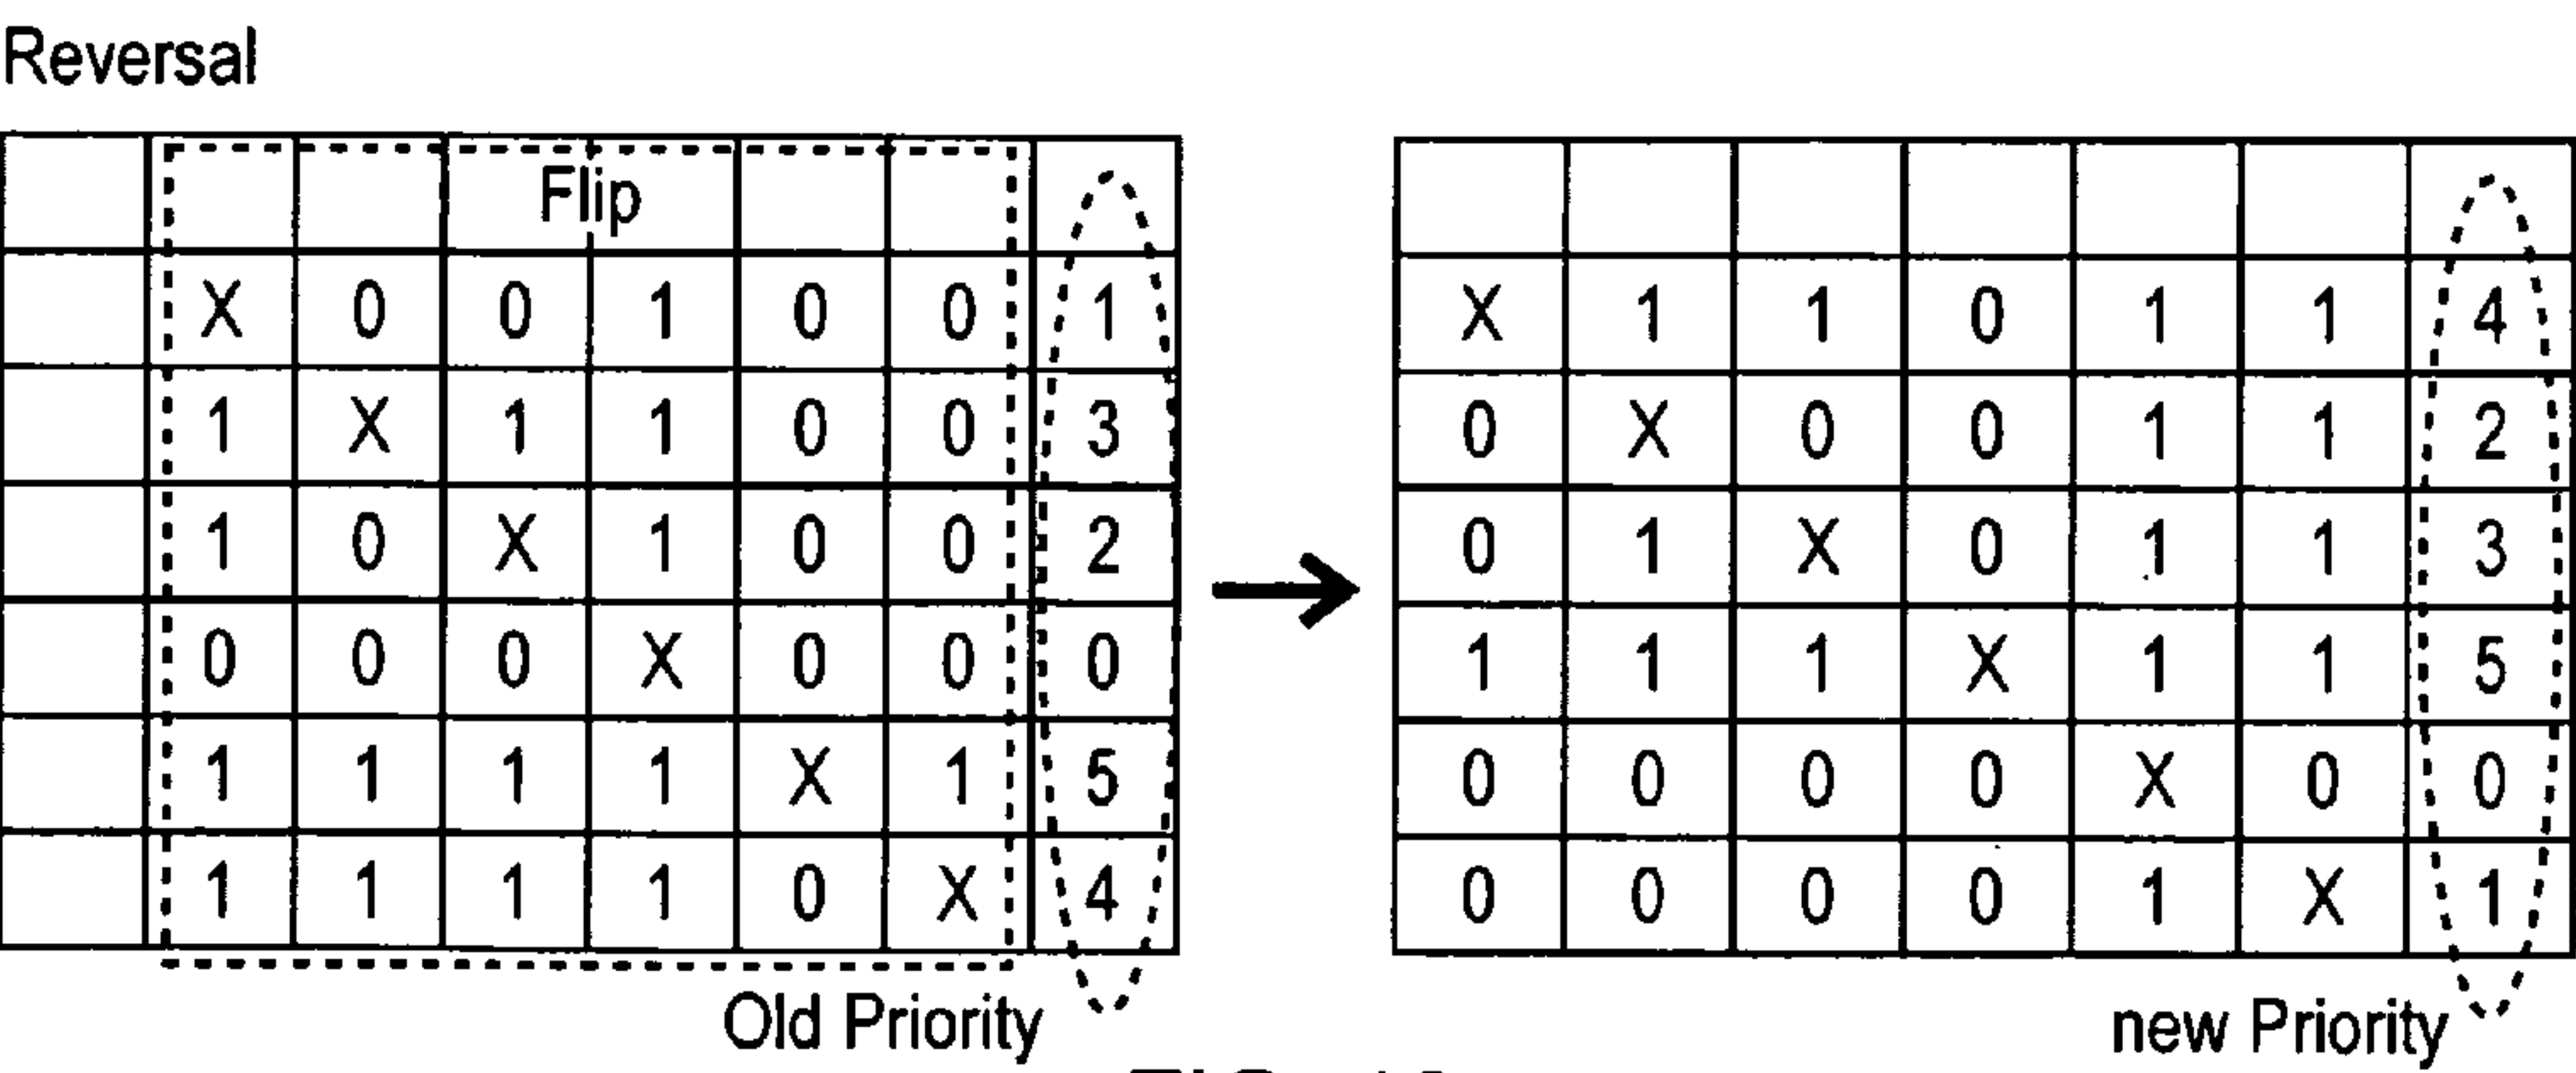 Reversal
Flip
X 0 0 1 0 0 1
1 X 1 1 0 0 3
1 0 X 1 0 0 2
0 0 0 X 0 0 0
1 1 1 1 X 1 5
1 1 1 1 0 X 4
Old Priority
X 1 1 0 1 1 4
0 X 0 0 1 1 2
0 1 X 0 1 1 3
1 1 1 X 1 1 5
0 0 0 0 X 0 0
0 0 0 0 1 X 1
new Priority